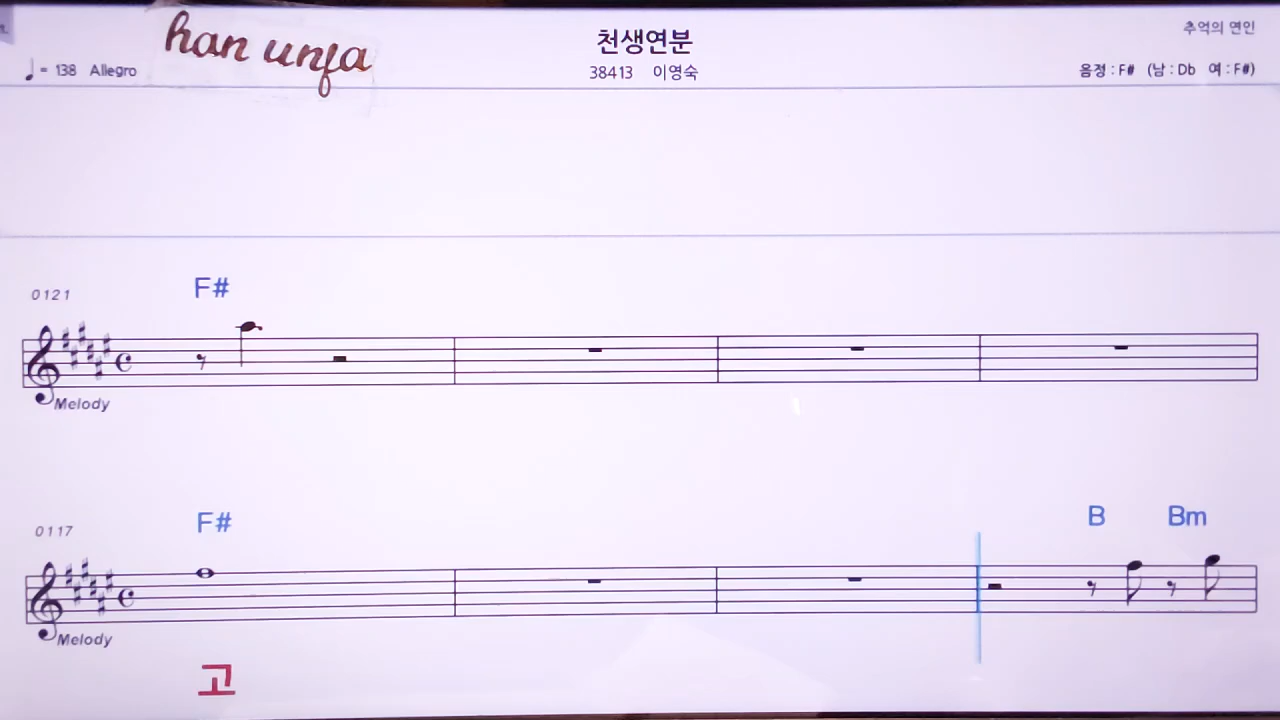 han unja
천생연분
추억의 연인
♩= 138 Allegro
38413 이영숙
음정 : F# (남 : Db 여 : F#)
0121
F#
Melody
0117
F#
B Bm
Melody
고